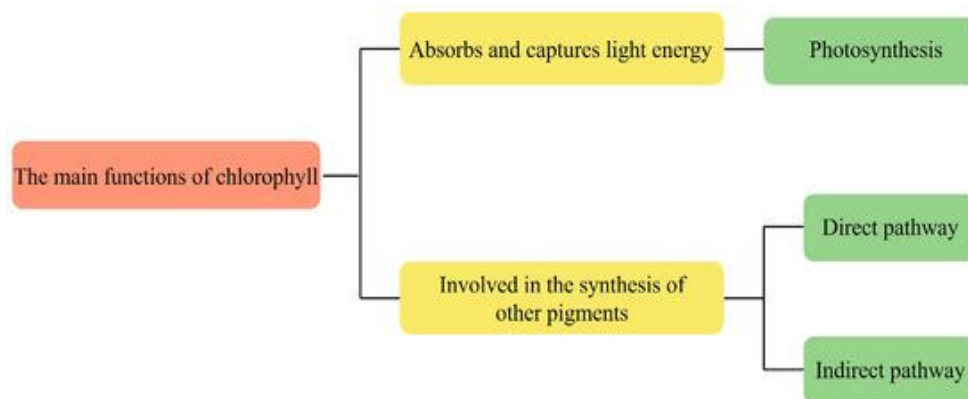 Absorbs and captures light energy
Photosynthesis
The main functions of chlorophyll
Direct pathway
Involved in the synthesis of
other pigments
Indirect pathway